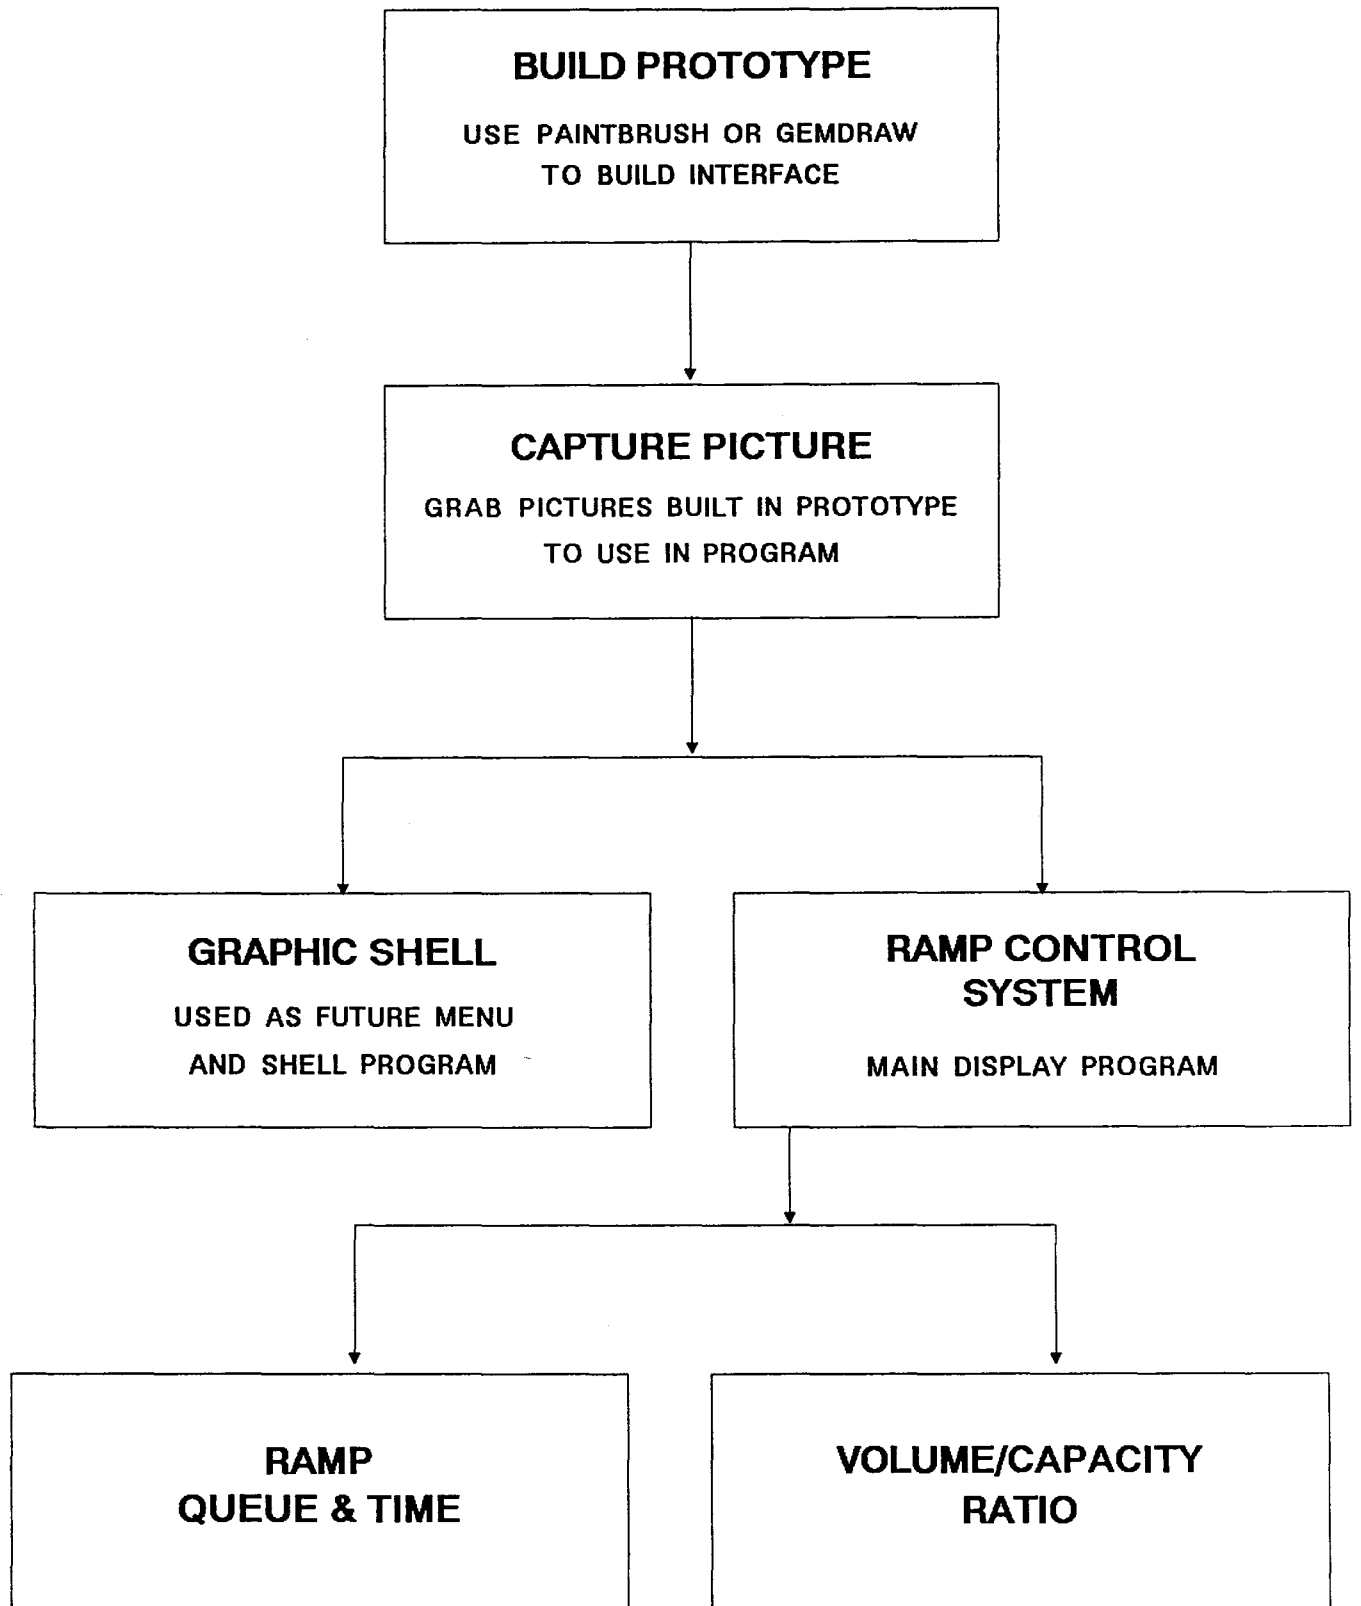 BUILD PROTOTYPE
USE PAINTBRUSH OR GEMDRAW
TO BUILD INTERFACE
CAPTURE PICTURE
GRAB PICTURES BUILT IN PROTOTYPE
TO USE IN PROGRAM
GRAPHIC SHELL
USED AS FUTURE MENU
AND SHELL PROGRAM
RAMP CONTROL
SYSTEM
MAIN DISPLAY PROGRAM
RAMP
QUEUE & TIME
VOLUME/CAPACITY
RATIO